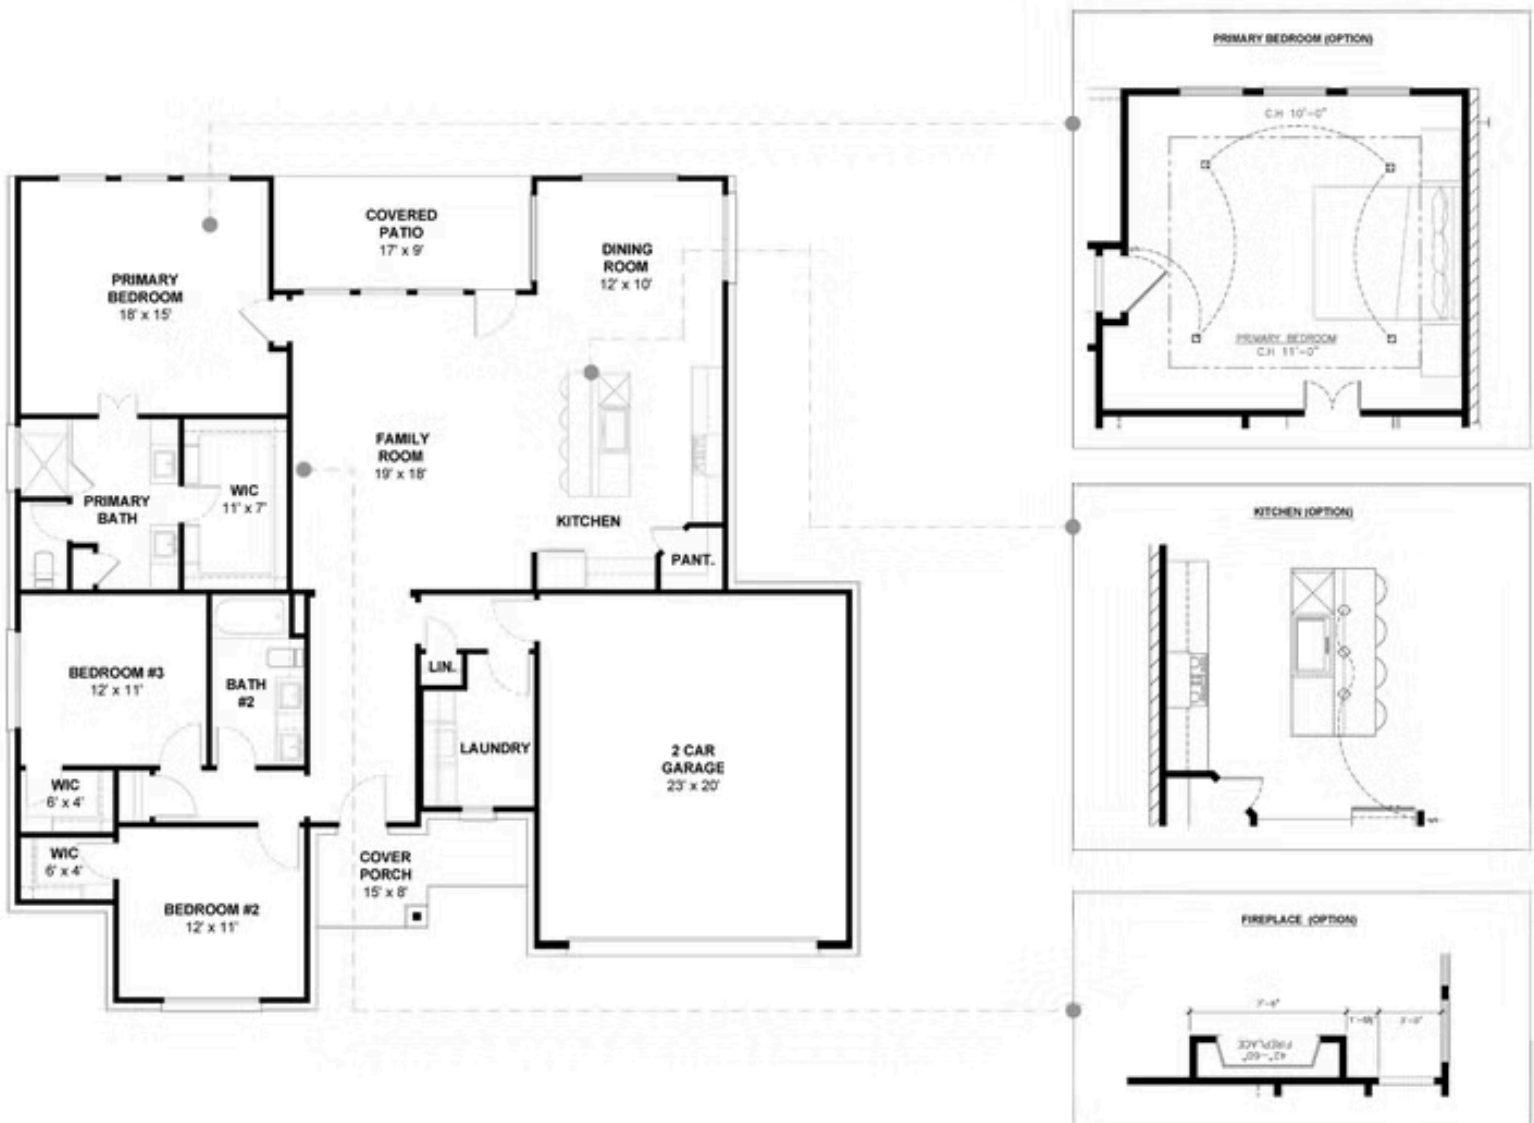 COVERED
PATIO
17' x 9'
DINING
ROOM
12' x 10'
PRIMARY
BEDROOM
18' x 15'
FAMILY
ROOM
19' x 18'
WIC
11' x 7'
PRIMARY
BATH
KITCHEN
PANT.
BEDROOM #3
12' x 11'
BATH
#2
LIN.
LAUNDRY
2 CAR
GARAGE
23' x 20'
WIC
6' x 4'
WIC
6' x 4'
COVER
PORCH
15' x 8'
BEDROOM #2
12' x 11'
PRIMARY BEDROOM (OPTION)
C.H 10'-0"
PRIMARY BEDROOM
C.H 11'-0"
KITCHEN (OPTION)
FIREPLACE (OPTION)
FIREPLACE